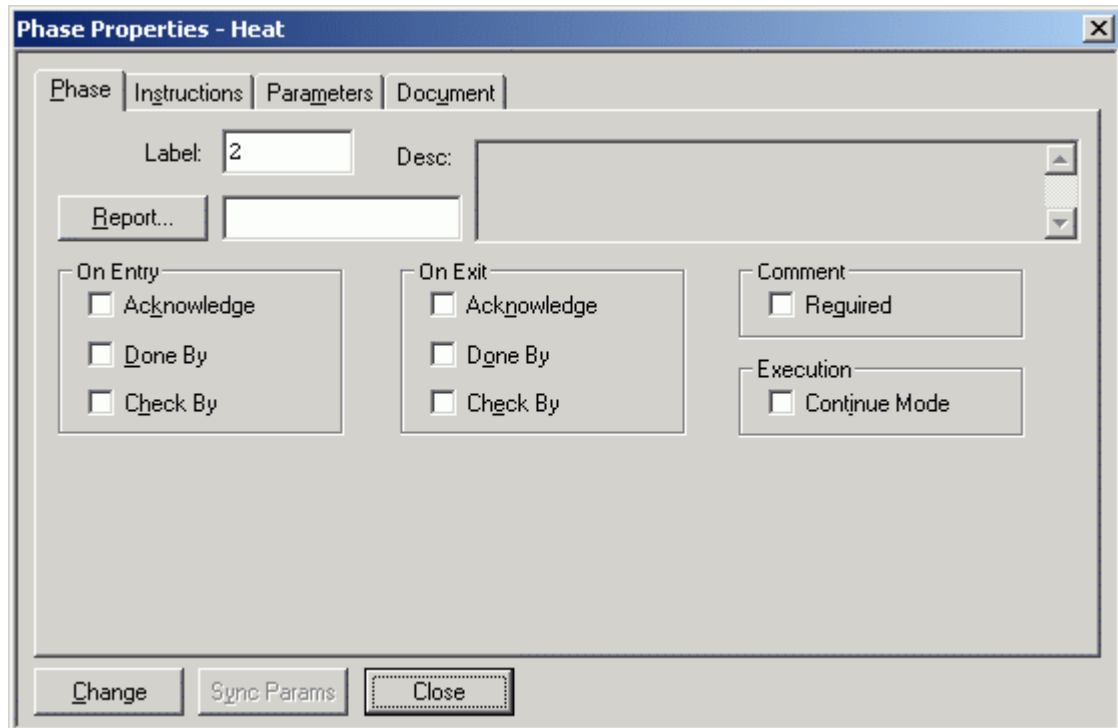 Phase Properties - Heat
Phase Instructions Parameters Document
Label: 2 Desc:
Report...
On Entry On Exit Comment
Acknowledge Acknowledge Reguired
Done By Done By
Execution
Check By Check By Continue Mode
Change Sync Params Close